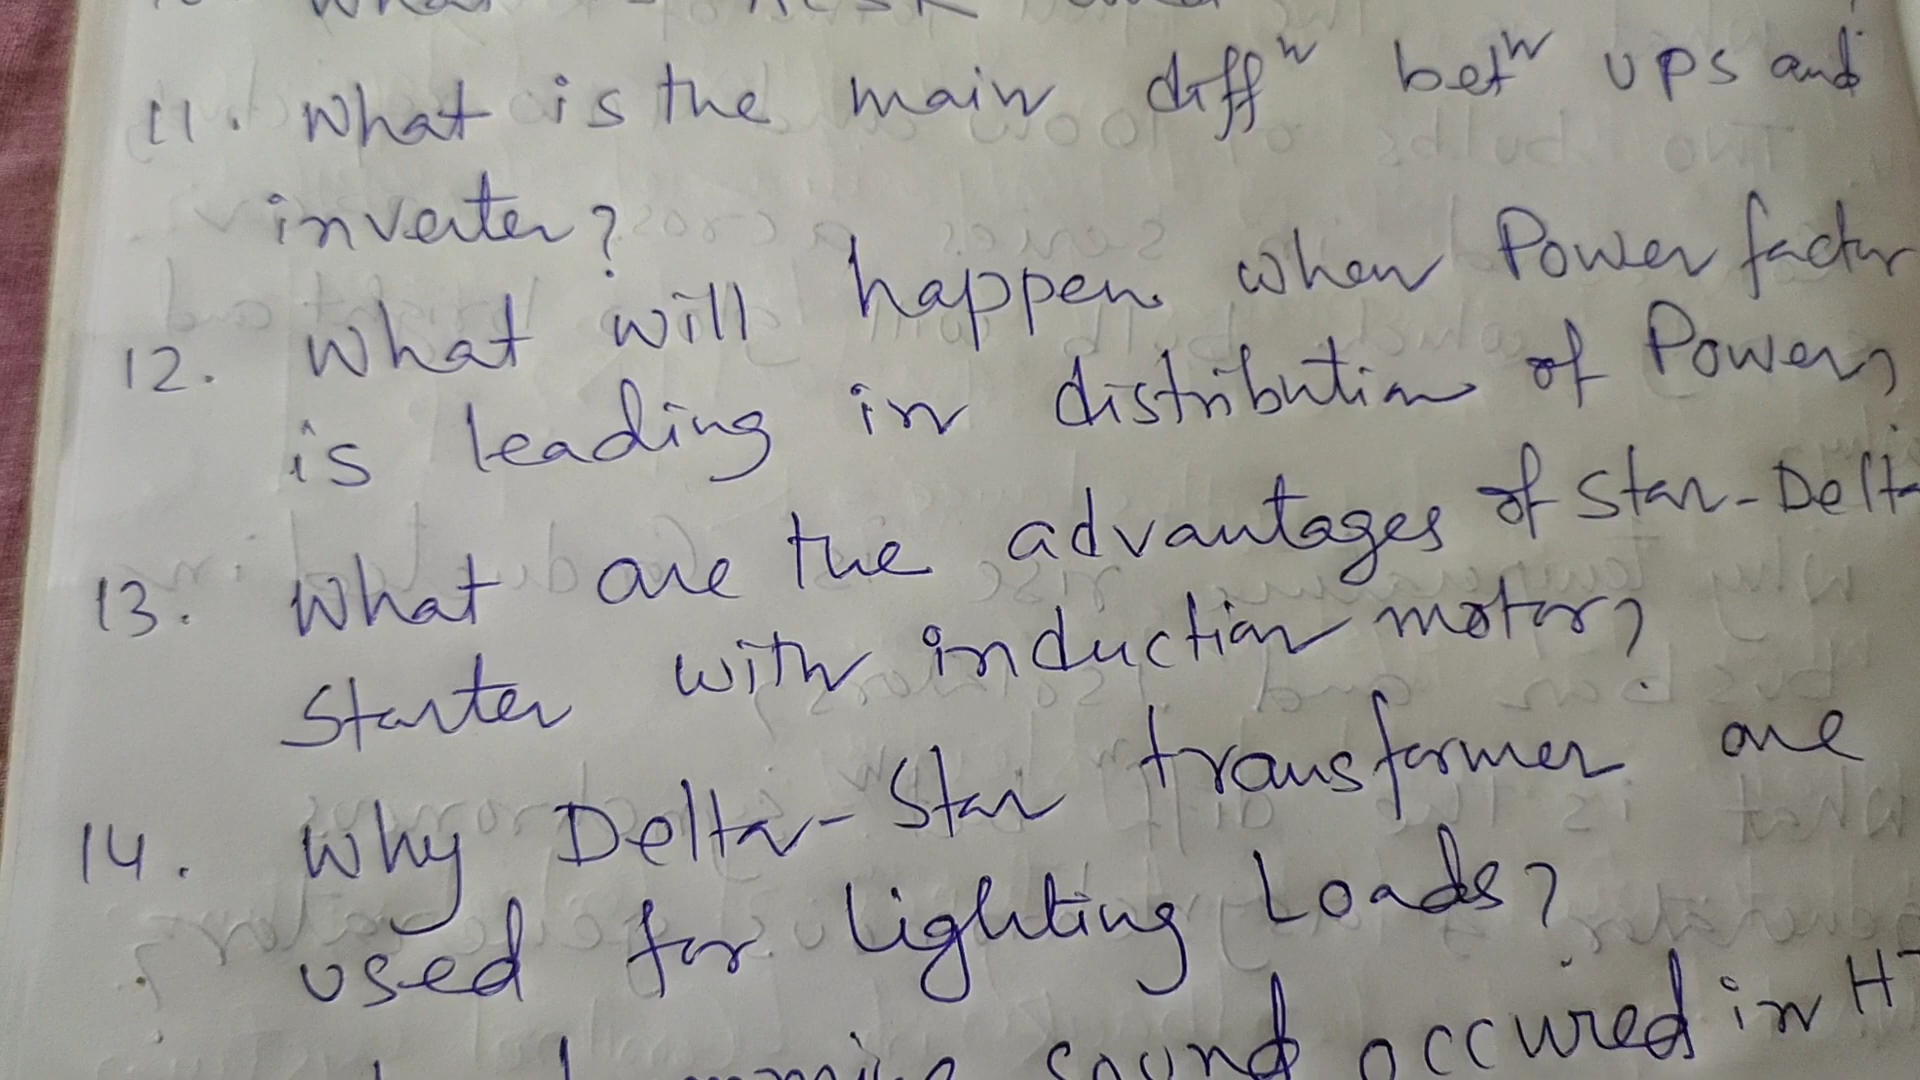 11. What is the main diffⁿ betⁿ UPS and
inverter?
12. What will happen when Power factor
is leading in distribution of Power?
13. What are the advantages of Star-Delta
Starter with induction motor?
14. Why Delta-Star transformer are
used for lighting Loads?
sound occured in HT